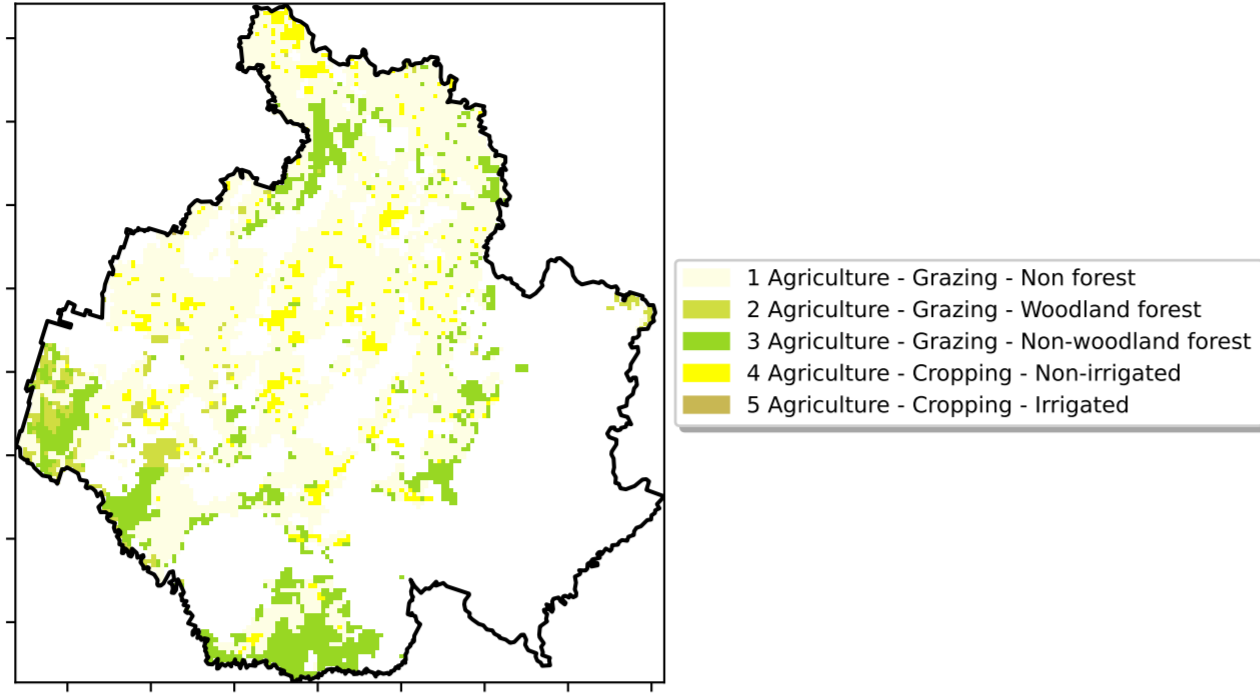 1 Agriculture - Grazing - Non forest
2 Agriculture - Grazing - Woodland forest
3 Agriculture - Grazing - Non-woodland forest
4 Agriculture - Cropping - Non-irrigated
5 Agriculture - Cropping - Irrigated